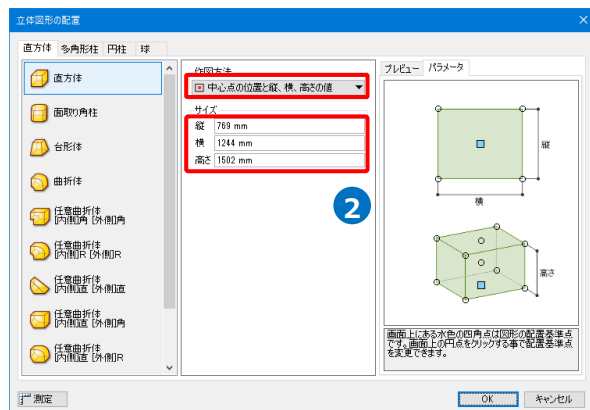 立体図形の配置
直方体 多角形柱 円柱 球
直方体
面取り角柱
台形体
曲折体
任意曲折体
[内側]角 [外側]角
任意曲折体
[内側]R [外側]R
任意曲折体
[内側]直 [外側]直
任意曲折体
[内側]直 [外側]角
任意曲折体
[内側]直 [外側]R
作図方法
中心点の位置と縦、横、高さの値
サイズ
縦 769 mm
横 1244 mm
高さ 1502 mm
2
プレビュー パラメータ
縦
横
高さ
画面上にある水色の四角点は図形の配置基準点
です。画面上の円点をクリックする事で配置基準点
を変更できます。
測定
OK キャンセル